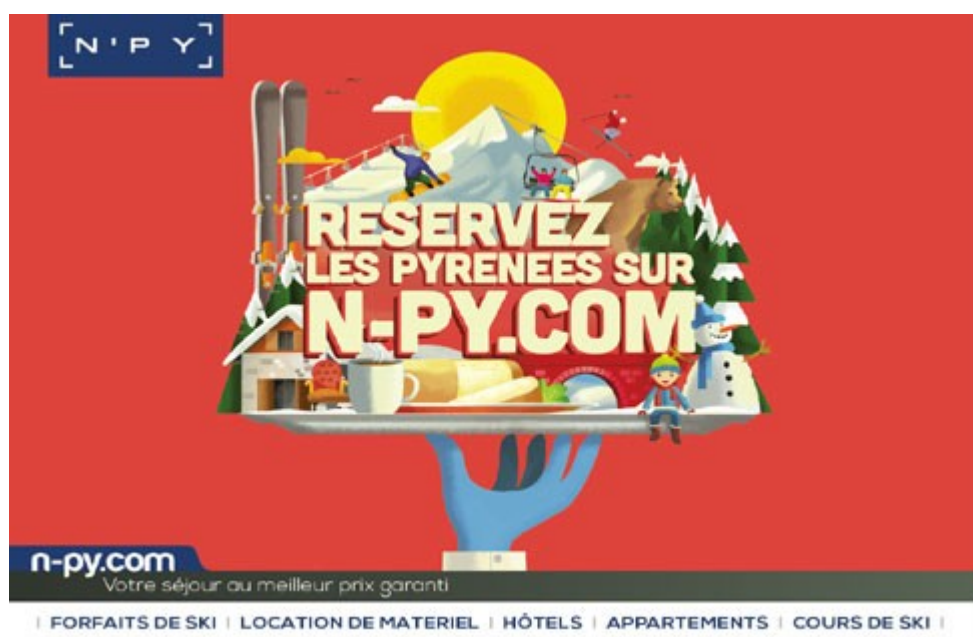 N'PY
RESERVEZ
LES PYRENEES SUR
N-PY.COM
n-py.com
Votre séjour au meilleur prix garanti
| FORFAITS DE SKI | LOCATION DE MATERIEL | HÔTELS | APPARTEMENTS | COURS DE SKI |